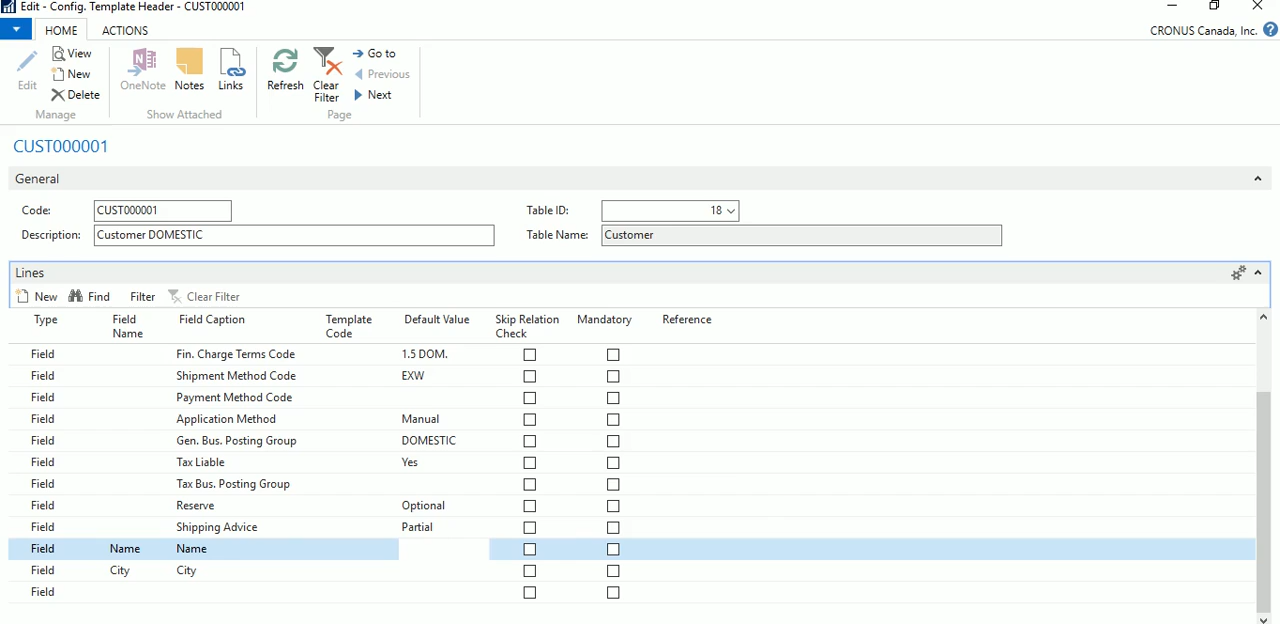 Edit - Config. Template Header - CUST000001
HOME ACTIONS CRONUS Canada, Inc. ?
Edit View New Delete OneNote Notes Links Refresh Clear Filter Go to Previous Next
Manage Show Attached Page
CUST000001
General
Code: CUST000001 Table ID: 18
Description: Customer DOMESTIC Table Name: Customer
Lines
New Find Filter Clear Filter
Type Field Name Field Caption Template Code Default Value Skip Relation Check Mandatory Reference
Field Fin. Charge Terms Code 1.5 DOM.
Field Shipment Method Code EXW
Field Payment Method Code
Field Application Method Manual
Field Gen. Bus. Posting Group DOMESTIC
Field Tax Liable Yes
Field Tax Bus. Posting Group
Field Reserve Optional
Field Shipping Advice Partial
Field Name Name
Field City City
Field